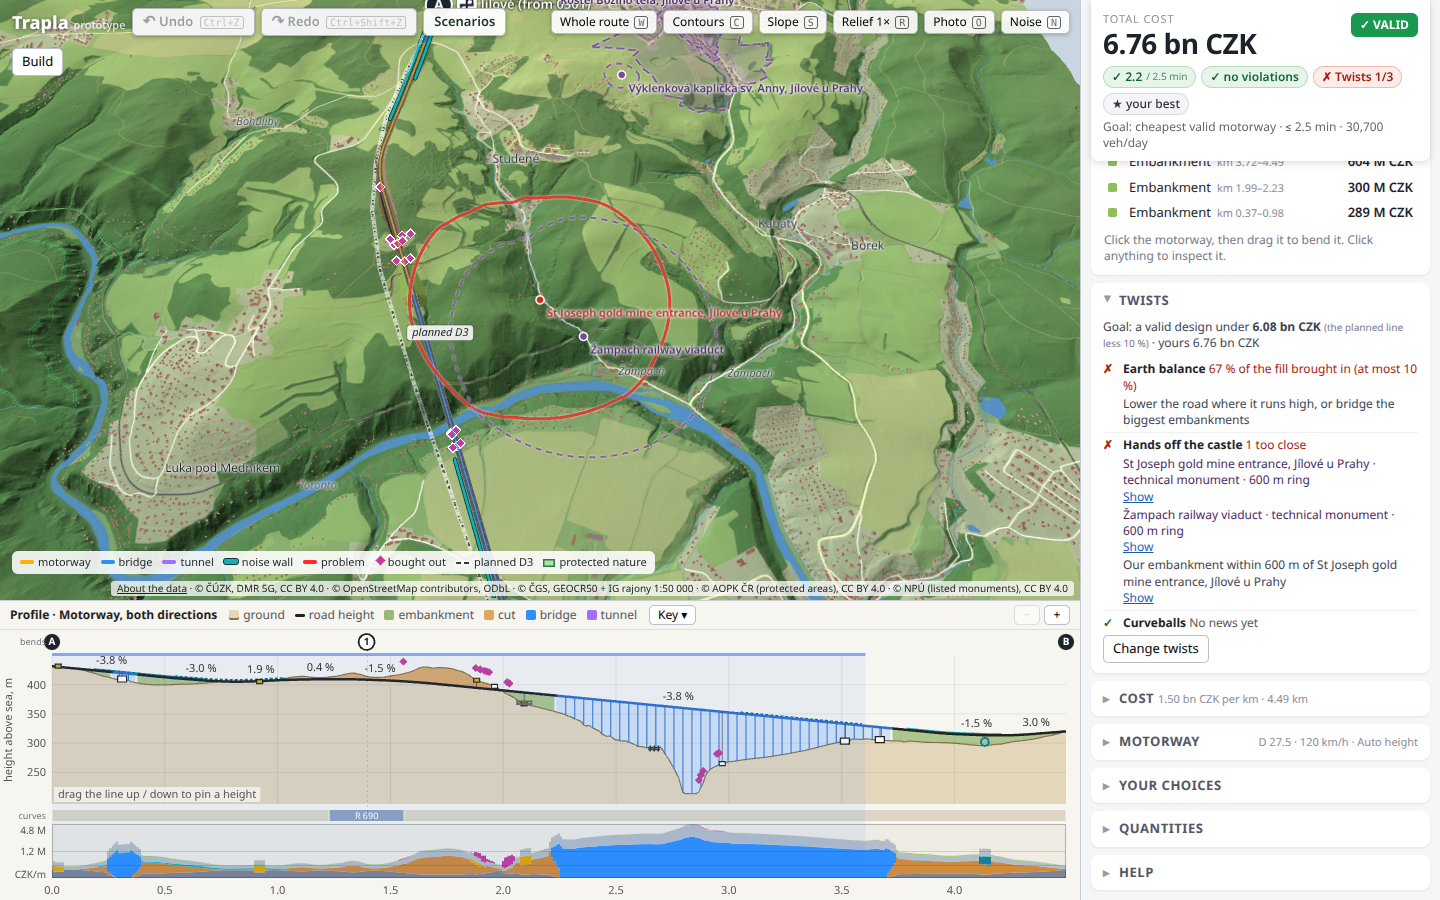 Trapla prototype
↶ Undo Ctrl+Z
↷ Redo Ctrl+Shift+Z
Scenarios
Whole route W
Contours C
Slope S
Relief 1× R
Photo O
Noise N
Build
A
Bohuliby
Výklenková kaplička sv. Anny, Jílové u Prahy
Studené
Kabáty
Borek
St Joseph gold mine entrance, Jílové u Prahy
planned D3
Žampach railway viaduct
Žampach
Žampach
Luka pod Medníkem
Toronto
motorway bridge tunnel noise wall problem bought out planned D3 protected nature
About the data · © ČÚZK, DMR 5G, CC BY 4.0 · © OpenStreetMap contributors, ODbL · © ČGS, GEOCR50 + IG rajony 1:50 000 · © AOPK ČR (protected areas), CC BY 4.0 · © NPÚ (listed monuments), CC BY 4.0
Profile · Motorway, both directions ground road height embankment cut bridge tunnel Key ▾ − +
bends A 1 B
-3.8 % -3.0 % 1.9 % 0.4 % -1.5 % -3.8 % -1.5 % 3.0 %
height above sea, m
400
350
300
250
drag the line up / down to pin a height
curves R 690
4.8 M
1.2 M
CZK/m
0.0 0.5 1.0 1.5 2.0 2.5 3.0 3.5 4.0
TOTAL COST
6.76 bn CZK
✓ VALID
✓ 2.2 / 2.5 min ✓ no violations ✗ Twists 1/3
★ your best
Goal: cheapest valid motorway · ≤ 2.5 min · 30,700
veh/day
Embankment km 3.72–4.49 604 M CZK
Embankment km 1.99–2.23 300 M CZK
Embankment km 0.37–0.98 289 M CZK
Click the motorway, then drag it to bend it. Click
anything to inspect it.
▼ TWISTS
Goal: a valid design under 6.08 bn CZK (the planned line
less 10 %) · yours 6.76 bn CZK
✗ Earth balance 67 % of the fill brought in (at most 10
%)
Lower the road where it runs high, or bridge the
biggest embankments
✗ Hands off the castle 1 too close
St Joseph gold mine entrance, Jílové u Prahy ·
technical monument · 600 m ring
Show
Žampach railway viaduct · technical monument ·
600 m ring
Show
Our embankment within 600 m of St Joseph gold
mine entrance, Jílové u Prahy
Show
✓ Curveballs No news yet
Change twists
▶ COST 1.50 bn CZK per km · 4.49 km
▶ MOTORWAY D 27.5 · 120 km/h · Auto height
▶ YOUR CHOICES
▶ QUANTITIES
▶ HELP